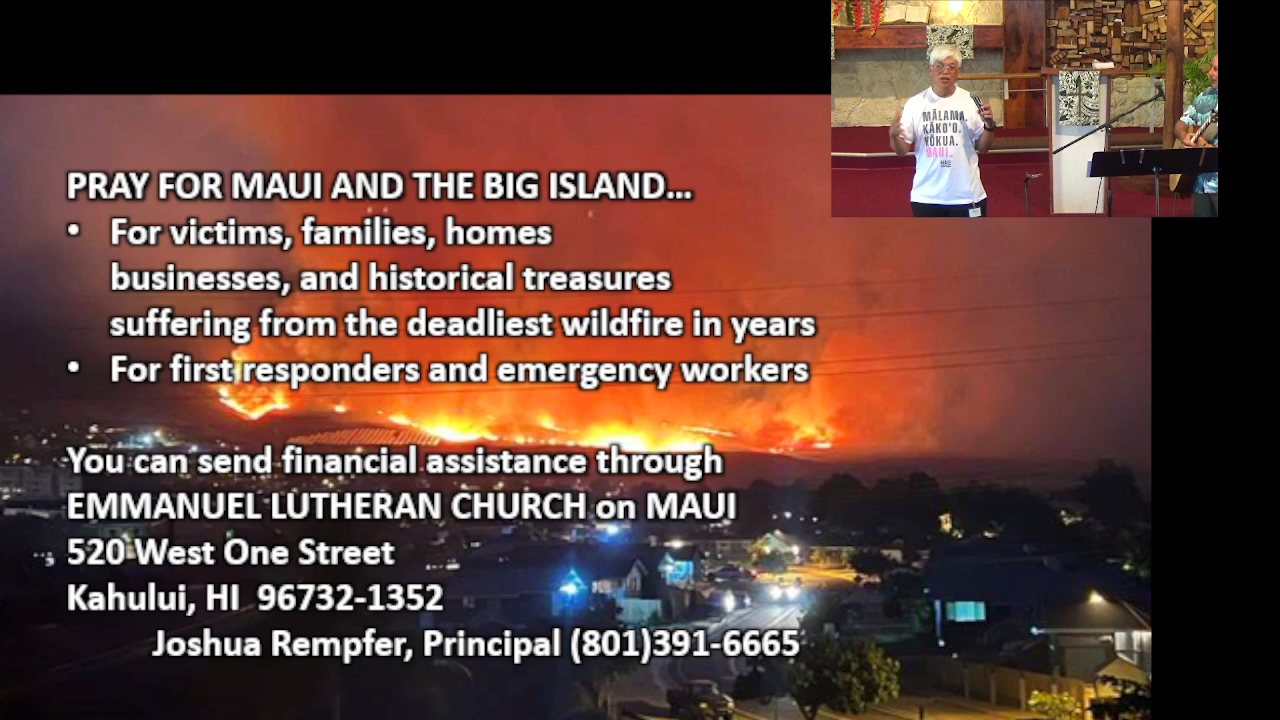 PRAY FOR MAUI AND THE BIG ISLAND...
• For victims, families, homes
businesses, and historical treasures
suffering from the deadliest wildfire in years
• For first responders and emergency workers
You can send financial assistance through
EMMANUEL LUTHERAN CHURCH on MAUI
520 West One Street
Kahului, HI 96732-1352
Joshua Rempfer, Principal (801)391-6665
MĀLAMA.
KĀKO'O.
KŌKUA.
MAUI.